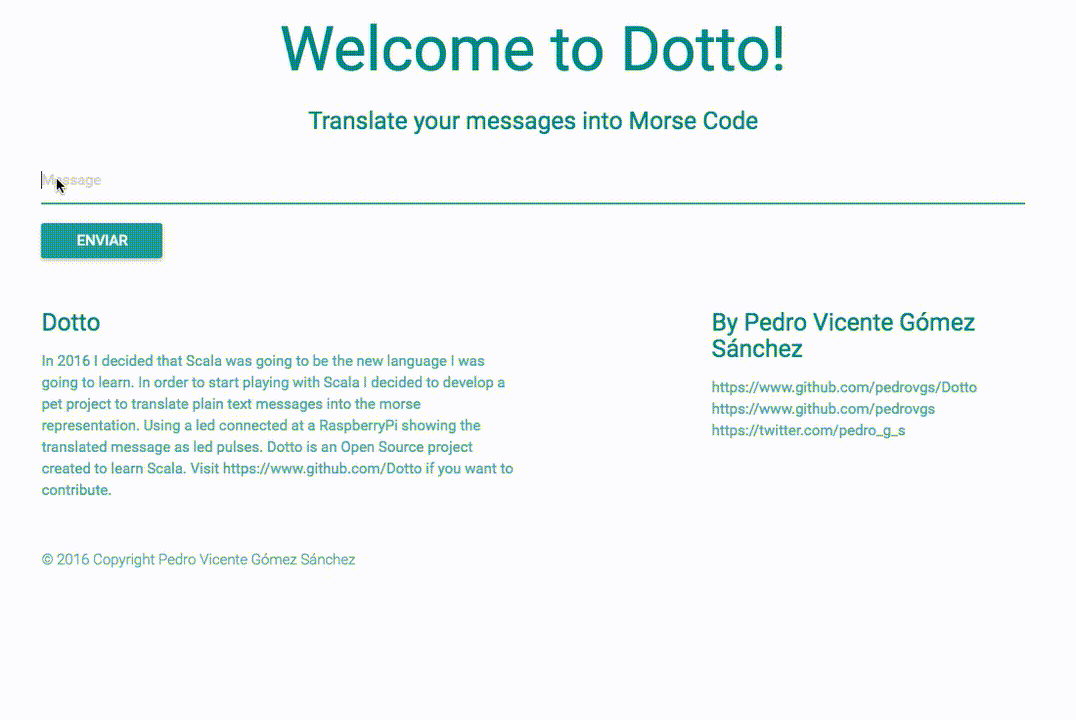 Welcome to Dotto!
Translate your messages into Morse Code
Message
ENVIAR
Dotto
In 2016 I decided that Scala was going to be the new language I was
going to learn. In order to start playing with Scala I decided to develop a
pet project to translate plain text messages into the morse
representation. Using a led connected at a RaspberryPi showing the
translated message as led pulses. Dotto is an Open Source project
created to learn Scala. Visit https://www.github.com/Dotto if you want to
contribute.
By Pedro Vicente Gómez
Sánchez
https://www.github.com/pedrovgs/Dotto
https://www.github.com/pedrovgs
https://twitter.com/pedro_g_s
© 2016 Copyright Pedro Vicente Gómez Sánchez